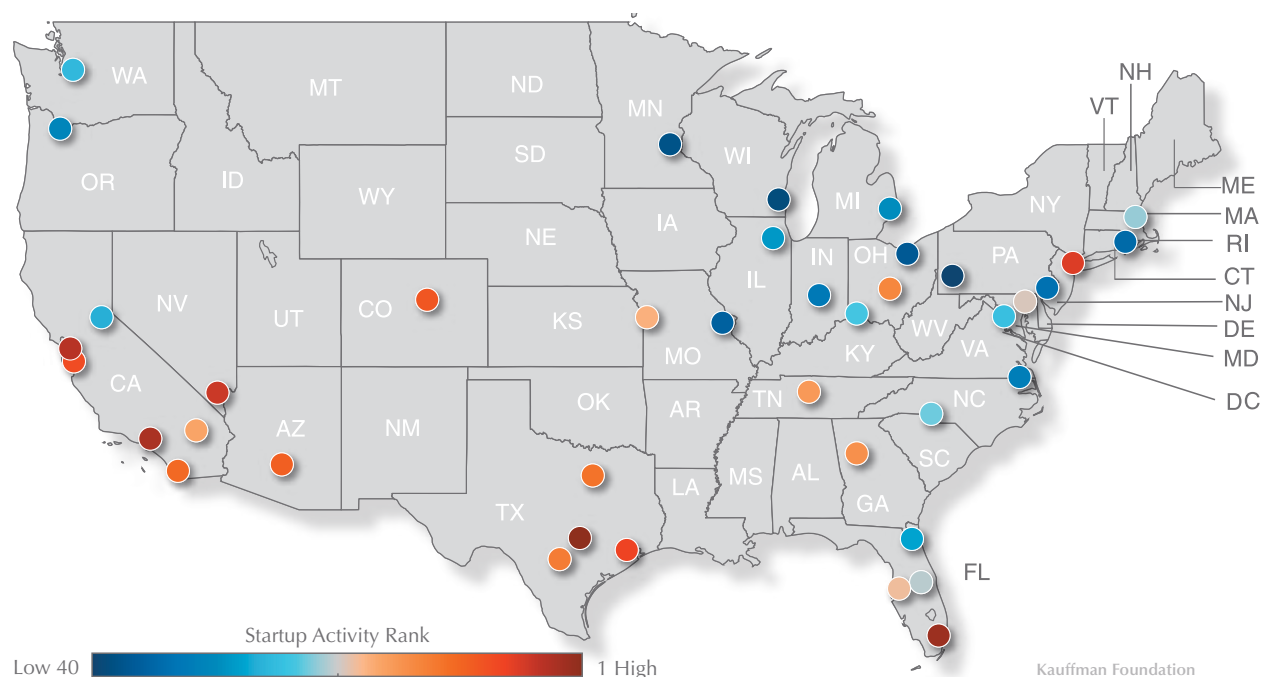 NH
WA
MT
ND
MN
VT
SD
WI
OR
ID
WY
MI
NY
ME
IA
MA
NE
RI
PA
IN
OH
IL
NV
CO
UT
CT
KS
NJ
WV
DE
MO
KY
VA
MD
CA
TN
NC
DC
AZ
NM
OK
AR
SC
MS
AL
LA
GA
TX
FL
Startup Activity Rank
Low 40
1 High
Kauffman Foundation